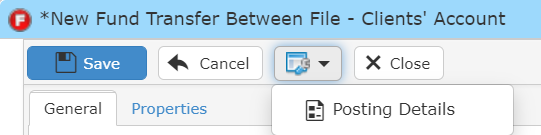 F *New Fund Transfer Between File - Clients' Account
Save Cancel Close
General Properties Posting Details